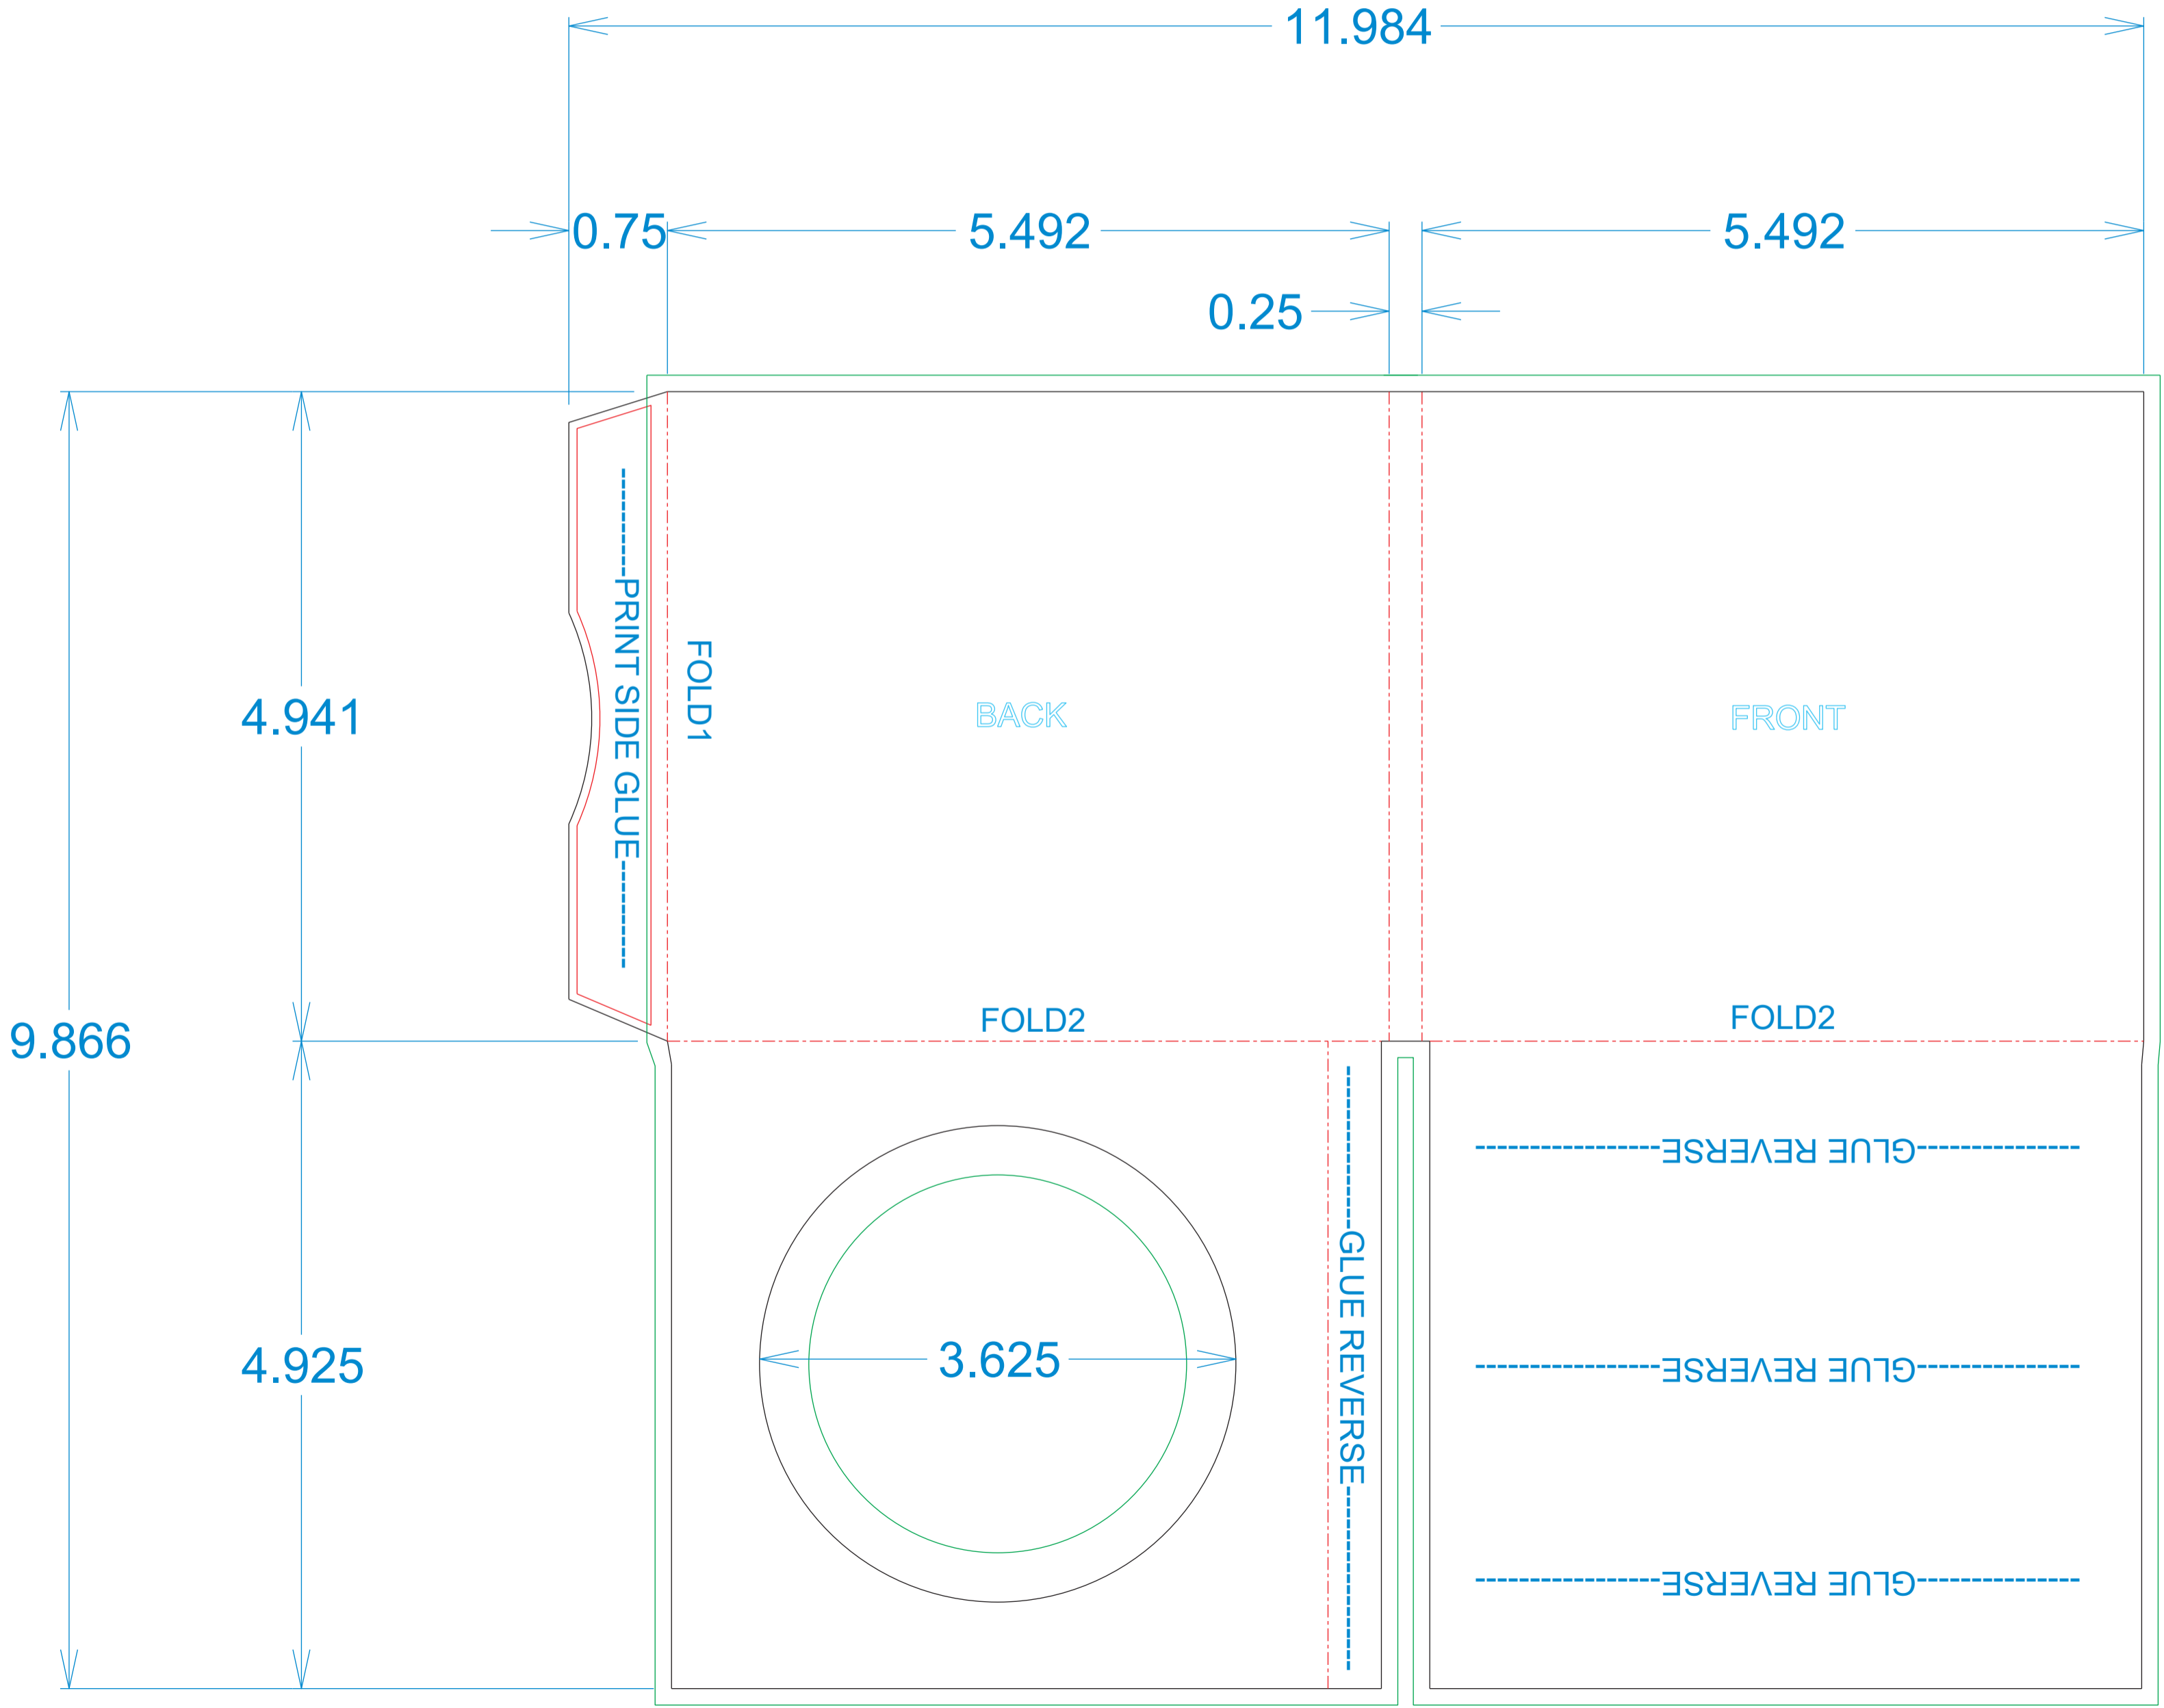 11.984
0.75
5.492
5.492
0.25
----------PRINT SIDE GLUE----------
FOLD1
BACK
FRONT
4.941
FOLD2
FOLD2
9.866
---------------GLUE REVERSE-----------------
---------------GLUE REVERSE-----------------
---------------GLUE REVERSE-----------------
---------------GLUE REVERSE-----------------
4.925
3.625